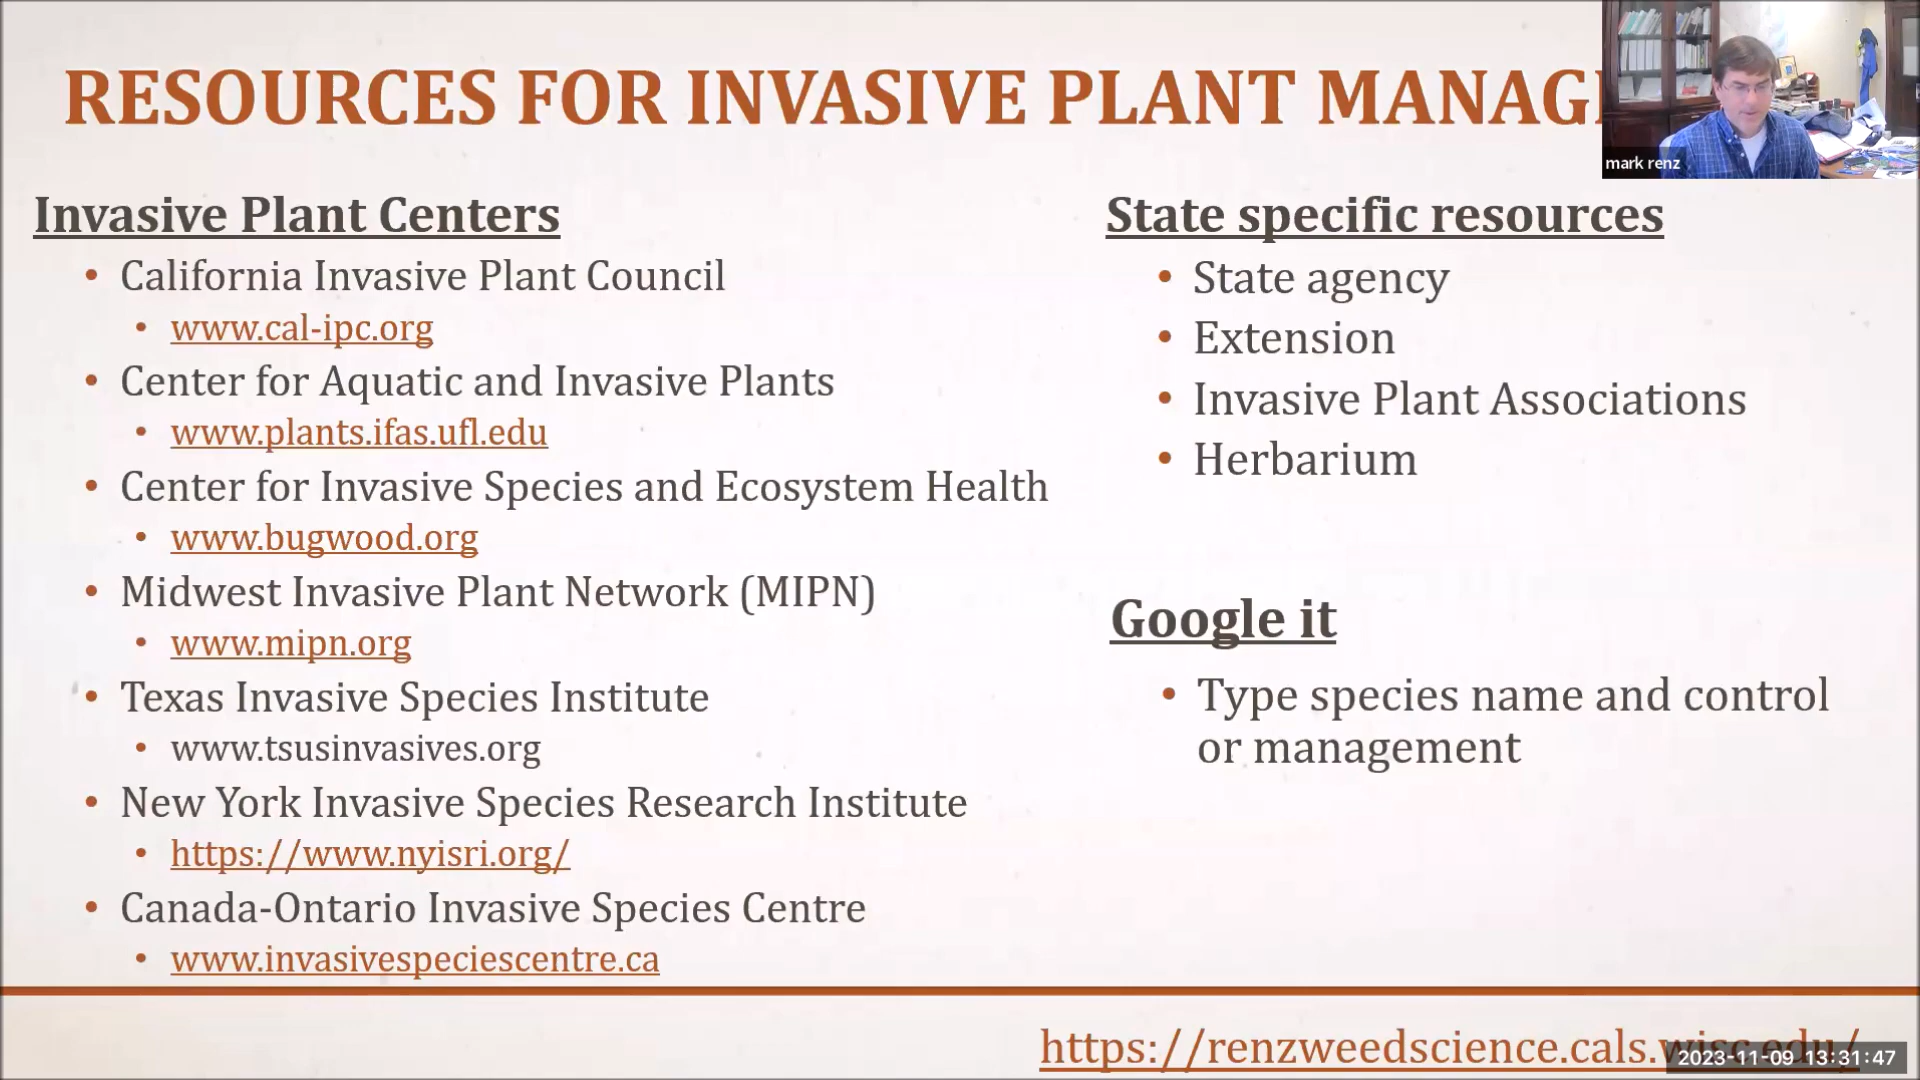 RESOURCES FOR INVASIVE PLANT MANAG
mark renz
Invasive Plant Centers
• California Invasive Plant Council
• www.cal-ipc.org
• Center for Aquatic and Invasive Plants
• www.plants.ifas.ufl.edu
• Center for Invasive Species and Ecosystem Health
• www.bugwood.org
• Midwest Invasive Plant Network (MIPN)
• www.mipn.org
• Texas Invasive Species Institute
• www.tsusinvasives.org
• New York Invasive Species Research Institute
• https://www.nyisri.org/
• Canada-Ontario Invasive Species Centre
• www.invasivespeciescentre.ca
State specific resources
• State agency
• Extension
• Invasive Plant Associations
• Herbarium
Google it
• Type species name and control
or management
https://renzweedscience.cals.wisc.edu/
2023-11-09 13:31:47